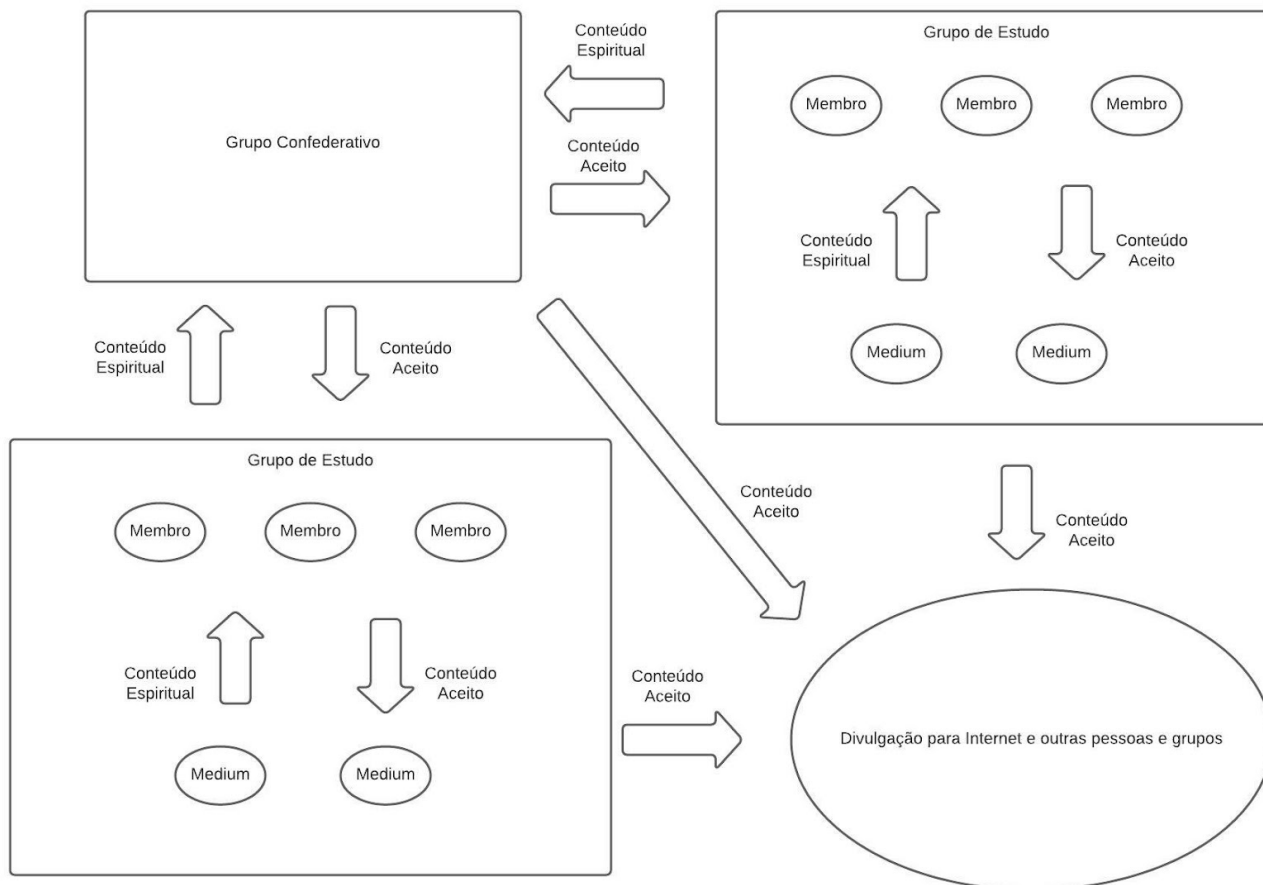 Conteúdo
Espiritual
Grupo Confederativo
Conteúdo
Aceito
Grupo de Estudo
Membro
Membro
Membro
Conteúdo
Espiritual
Conteúdo
Aceito
Medium
Medium
Conteúdo
Espiritual
Conteúdo
Aceito
Grupo de Estudo
Membro
Membro
Membro
Conteúdo
Espiritual
Conteúdo
Aceito
Medium
Medium
Conteúdo
Aceito
Conteúdo
Aceito
Conteúdo
Aceito
Divulgação para Internet e outras pessoas e grupos